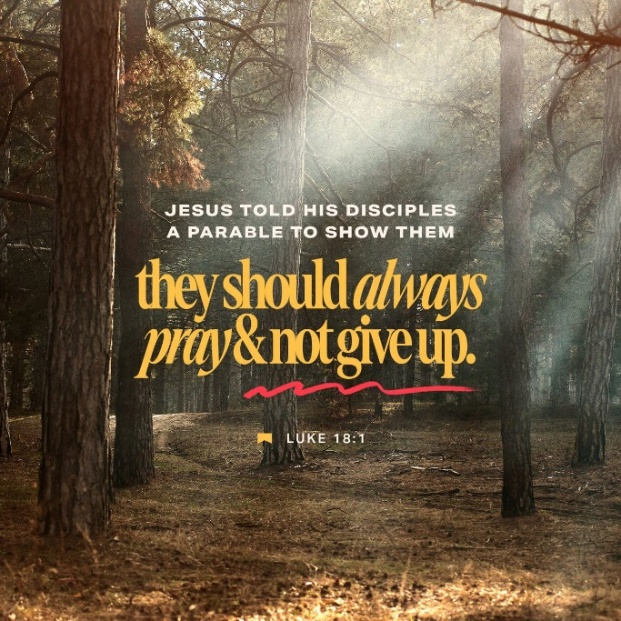 JESUS TOLD HIS DISCIPLES
A PARABLE TO SHOW THEM
they should always
pray & not give up.
LUKE 18:1